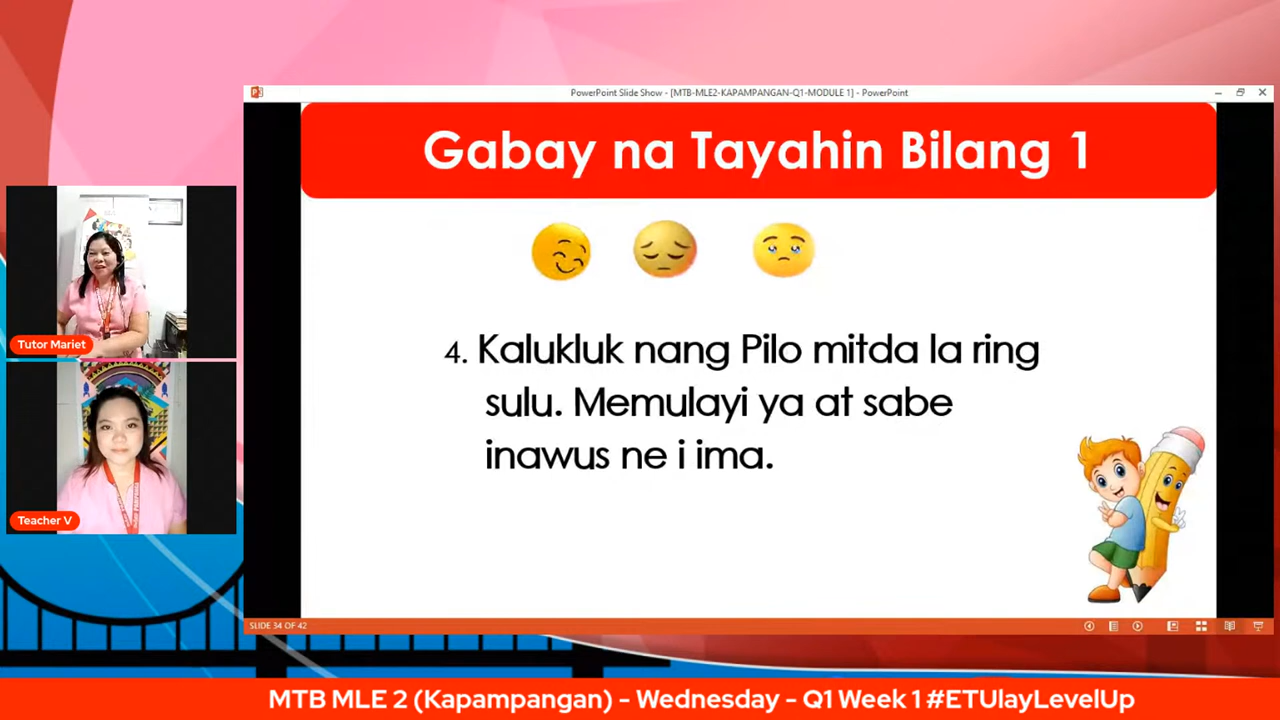 PowerPoint Slide Show - [MTB-MLE2-KAPAMPANGAN-Q1-MODULE 1] - PowerPoint
Gabay na Tayahin Bilang 1
4. Kalukluk nang Pilo mitda la ring
sulu. Memulayi ya at sabe
inawus ne i ima.
Tutor Mariet
Teacher V
SLIDE 34 OF 42
MTB MLE 2 (Kapampangan) - Wednesday - Q1 Week 1 #ETUlayLevelUp